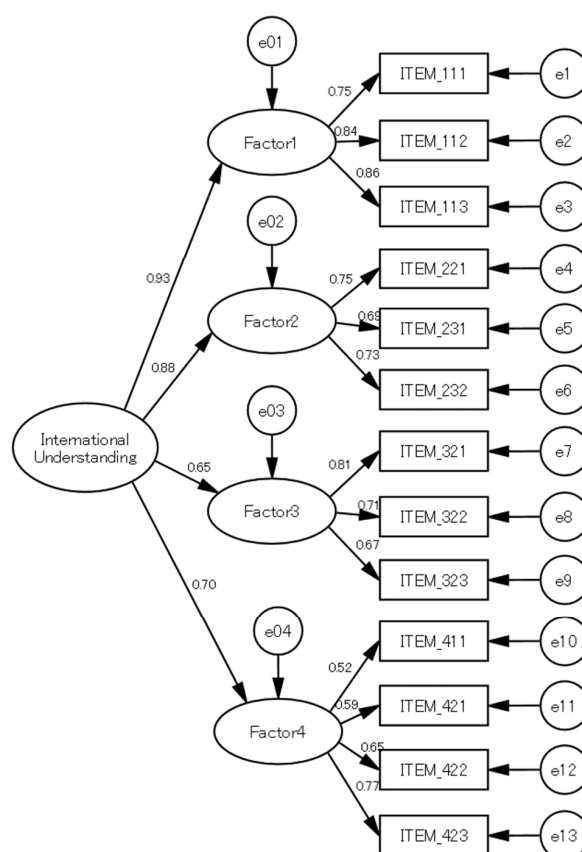 e01
0.75
ITEM_111
e1
Factor1
0.84
ITEM_112
e2
0.86
ITEM_113
e3
e02
0.93
0.75
ITEM_221
e4
Factor2
0.69
ITEM_231
e5
0.88
0.73
ITEM_232
e6
e03
International
Understanding
0.65
0.81
ITEM_321
e7
Factor3
0.71
ITEM_322
e8
0.67
ITEM_323
e9
0.70
e04
0.52
ITEM_411
e10
Factor4
0.59
ITEM_421
e11
0.65
ITEM_422
e12
0.77
ITEM_423
e13